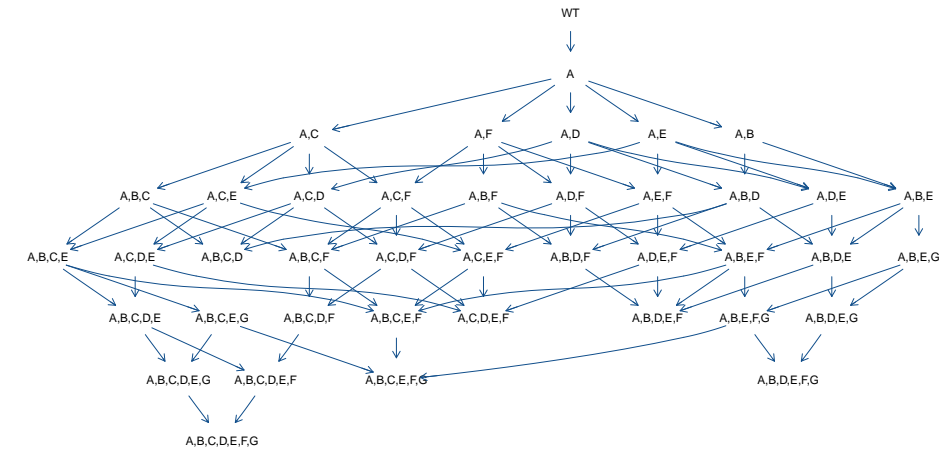 WT
A
A,C A,F A,D A,E A,B
A,B,C A,C,E A,C,D A,C,F A,B,F A,D,F A,E,F A,B,D A,D,E A,B,E
A,B,C,E A,C,D,E A,B,C,D A,B,C,F A,C,D,F A,C,E,F A,B,D,F A,D,E,F A,B,E,F A,B,D,E A,B,E,G
A,B,C,D,E A,B,C,E,G A,B,C,D,F A,B,C,E,F A,C,D,E,F A,B,D,E,F A,B,E,F,G A,B,D,E,G
A,B,C,D,E,G A,B,C,D,E,F A,B,C,E,F,G A,B,D,E,F,G
A,B,C,D,E,F,G